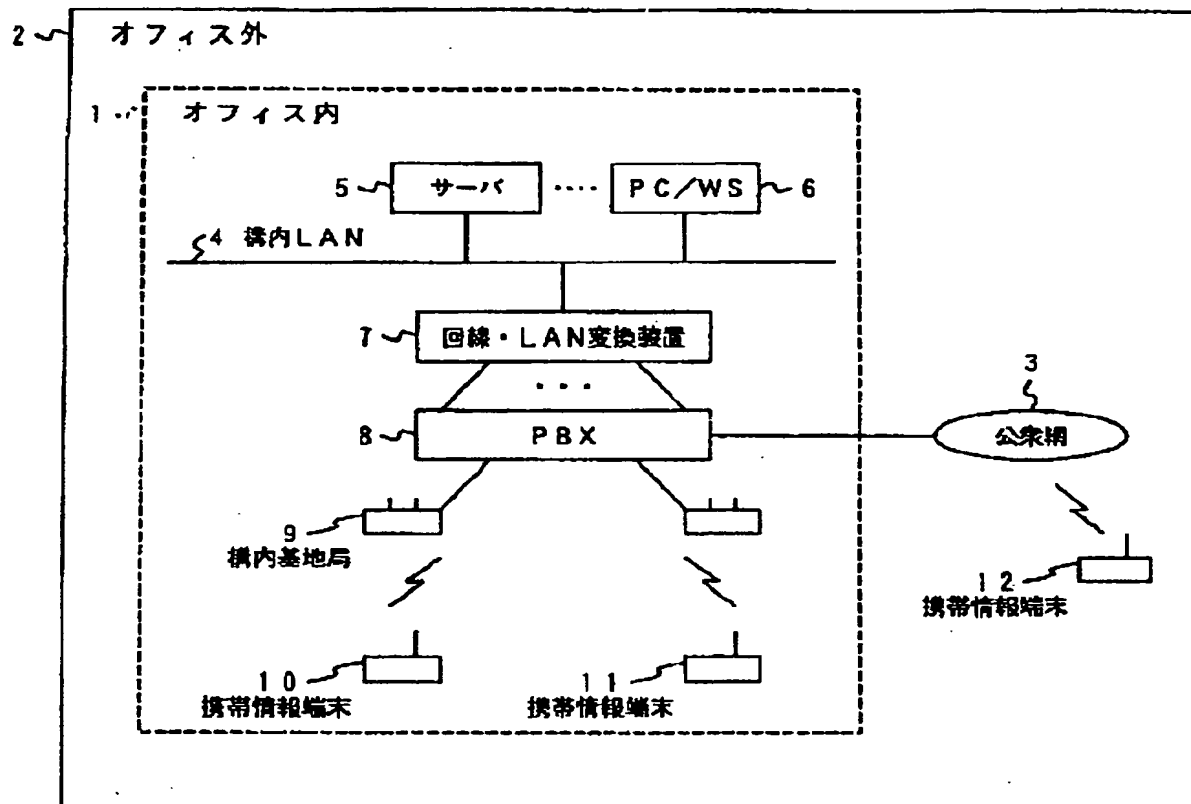 2 オフィス外
1 オフィス内
5 サーバ ‥‥ PC/WS 6
4 構内LAN
7 回線・LAN変換装置
・・・
3
8 PBX 公衆網
9
構内基地局
12
携帯情報端末
10 11
携帯情報端末 携帯情報端末